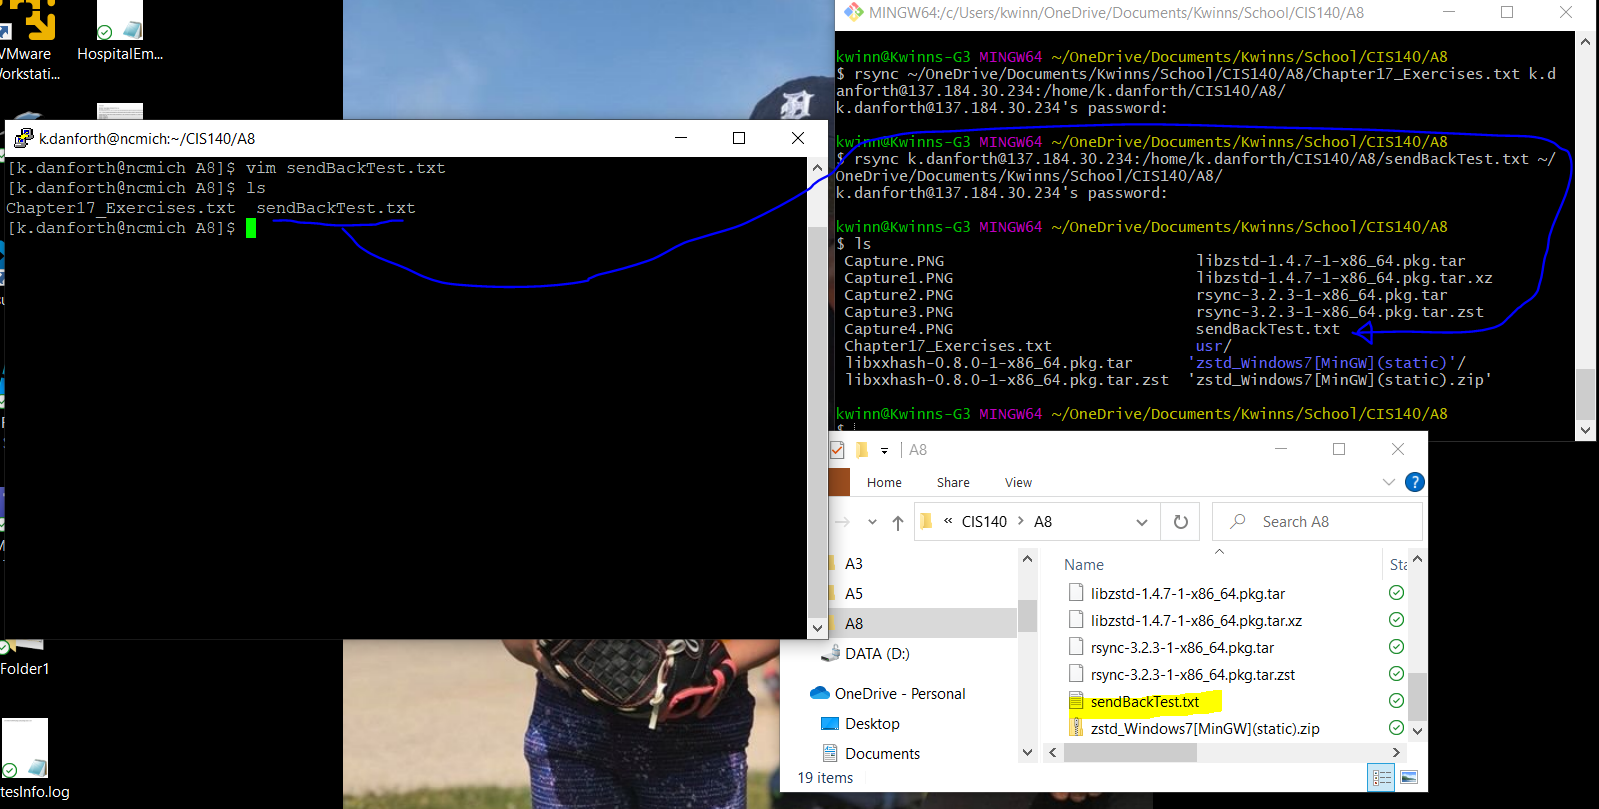 VMware
Workstati...
HospitalEm...
k.danforth@ncmich:~/CIS140/A8
[k.danforth@ncmich A8]$ vim sendBackTest.txt
[k.danforth@ncmich A8]$ ls
Chapter17_Exercises.txt  sendBackTest.txt
[k.danforth@ncmich A8]$
MINGW64:/c/Users/kwinn/OneDrive/Documents/Kwinns/School/CIS140/A8
kwinn@Kwinns-G3 MINGW64 ~/OneDrive/Documents/Kwinns/School/CIS140/A8
$ rsync ~/OneDrive/Documents/Kwinns/School/CIS140/A8/Chapter17_Exercises.txt k.d
anforth@137.184.30.234:/home/k.danforth/CIS140/A8/
k.danforth@137.184.30.234's password:
kwinn@Kwinns-G3 MINGW64 ~/OneDrive/Documents/Kwinns/School/CIS140/A8
$ rsync k.danforth@137.184.30.234:/home/k.danforth/CIS140/A8/sendBackTest.txt ~/
OneDrive/Documents/Kwinns/School/CIS140/A8/
k.danforth@137.184.30.234's password:
kwinn@Kwinns-G3 MINGW64 ~/OneDrive/Documents/Kwinns/School/CIS140/A8
$ ls
Capture.PNG  libzstd-1.4.7-1-x86_64.pkg.tar
Capture1.PNG  libzstd-1.4.7-1-x86_64.pkg.tar.xz
Capture2.PNG  rsync-3.2.3-1-x86_64.pkg.tar
Capture3.PNG  rsync-3.2.3-1-x86_64.pkg.tar.zst
Capture4.PNG  sendBackTest.txt
Chapter17_Exercises.txt  usr/
libxxhash-0.8.0-1-x86_64.pkg.tar  'zstd_Windows7[MinGW](static)'/
libxxhash-0.8.0-1-x86_64.pkg.tar.zst  'zstd_Windows7[MinGW](static).zip'
kwinn@Kwinns-G3 MINGW64 ~/OneDrive/Documents/Kwinns/School/CIS140/A8
$
A8
Home Share View
« CIS140 > A8
Search A8
A3
A5
A8
DATA (D:)
OneDrive - Personal
Desktop
Documents
Name
libzstd-1.4.7-1-x86_64.pkg.tar
libzstd-1.4.7-1-x86_64.pkg.tar.xz
rsync-3.2.3-1-x86_64.pkg.tar
rsync-3.2.3-1-x86_64.pkg.tar.zst
sendBackTest.txt
zstd_Windows7[MinGW](static).zip
19 items
Folder1
tesInfo.log